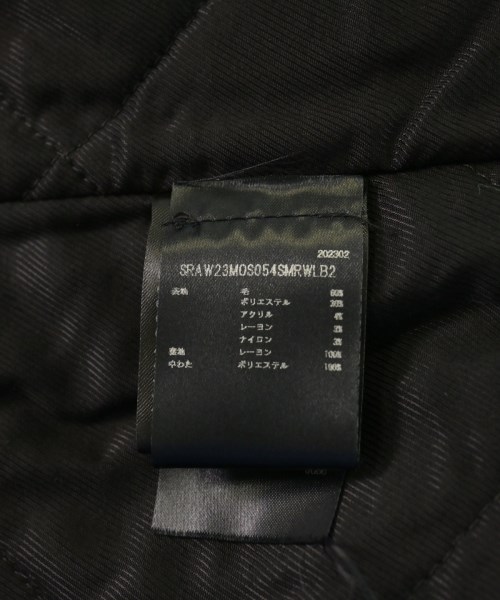 202302
SRAW23MOS054SMRWLB2
表地 毛 60%
ポリエステル 30%
アクリル 4%
レーヨン 3%
ナイロン 3%
裏地 レーヨン 100%
中わた ポリエステル 100%